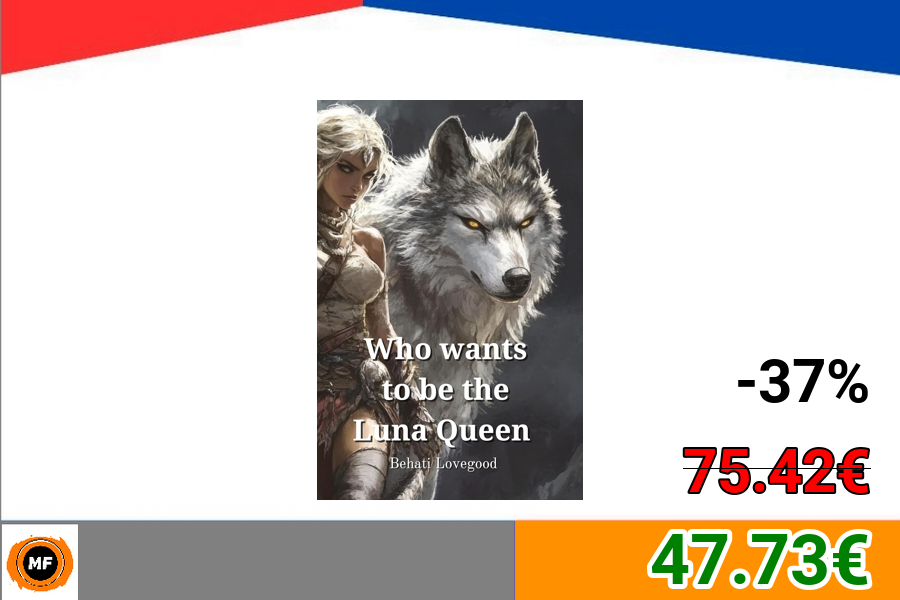 Who wants
to be the
Luna Queen
Behati Lovegood
-37%
75.42€
47.73€
MF